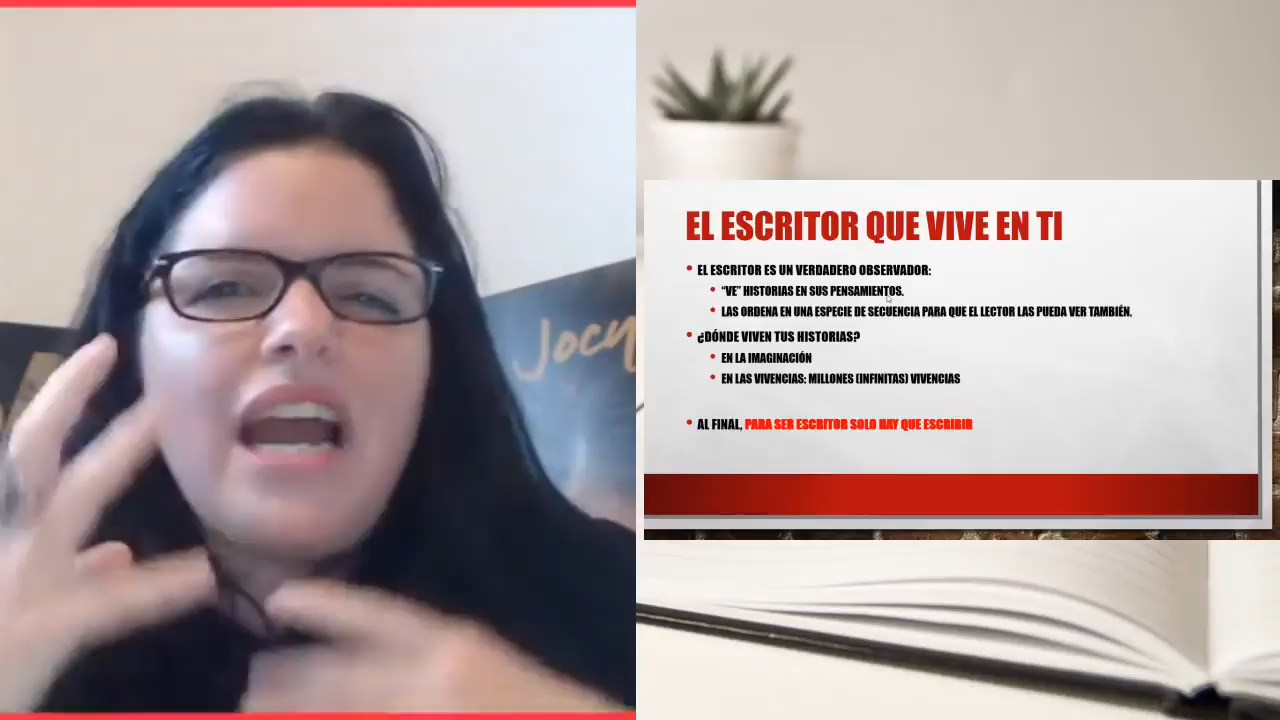 Jocy
EL ESCRITOR QUE VIVE EN TI
• EL ESCRITOR ES UN VERDADERO OBSERVADOR:
• “VE” HISTORIAS EN SUS PENSAMIENTOS.
• LAS ORDENA EN UNA ESPECIE DE SECUENCIA PARA QUE EL LECTOR LAS PUEDA VER TAMBIÉN.
• ¿DÓNDE VIVEN TUS HISTORIAS?
• EN LA IMAGINACIÓN
• EN LAS VIVENCIAS: MILLONES (INFINITAS) VIVENCIAS
• AL FINAL, PARA SER ESCRITOR SOLO HAY QUE ESCRIBIR